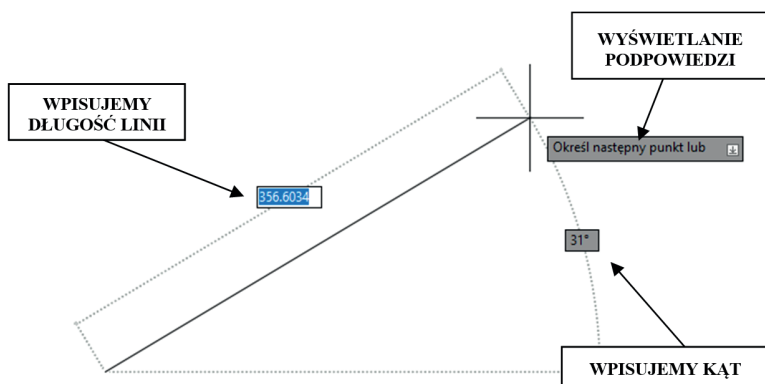 WYŚWIETLANIE
PODPOWIEDZI
WPISUJEMY
DŁUGOŚĆ LINII
Określ następny punkt lub
356.6034
31°
WPISUJEMY KĄT